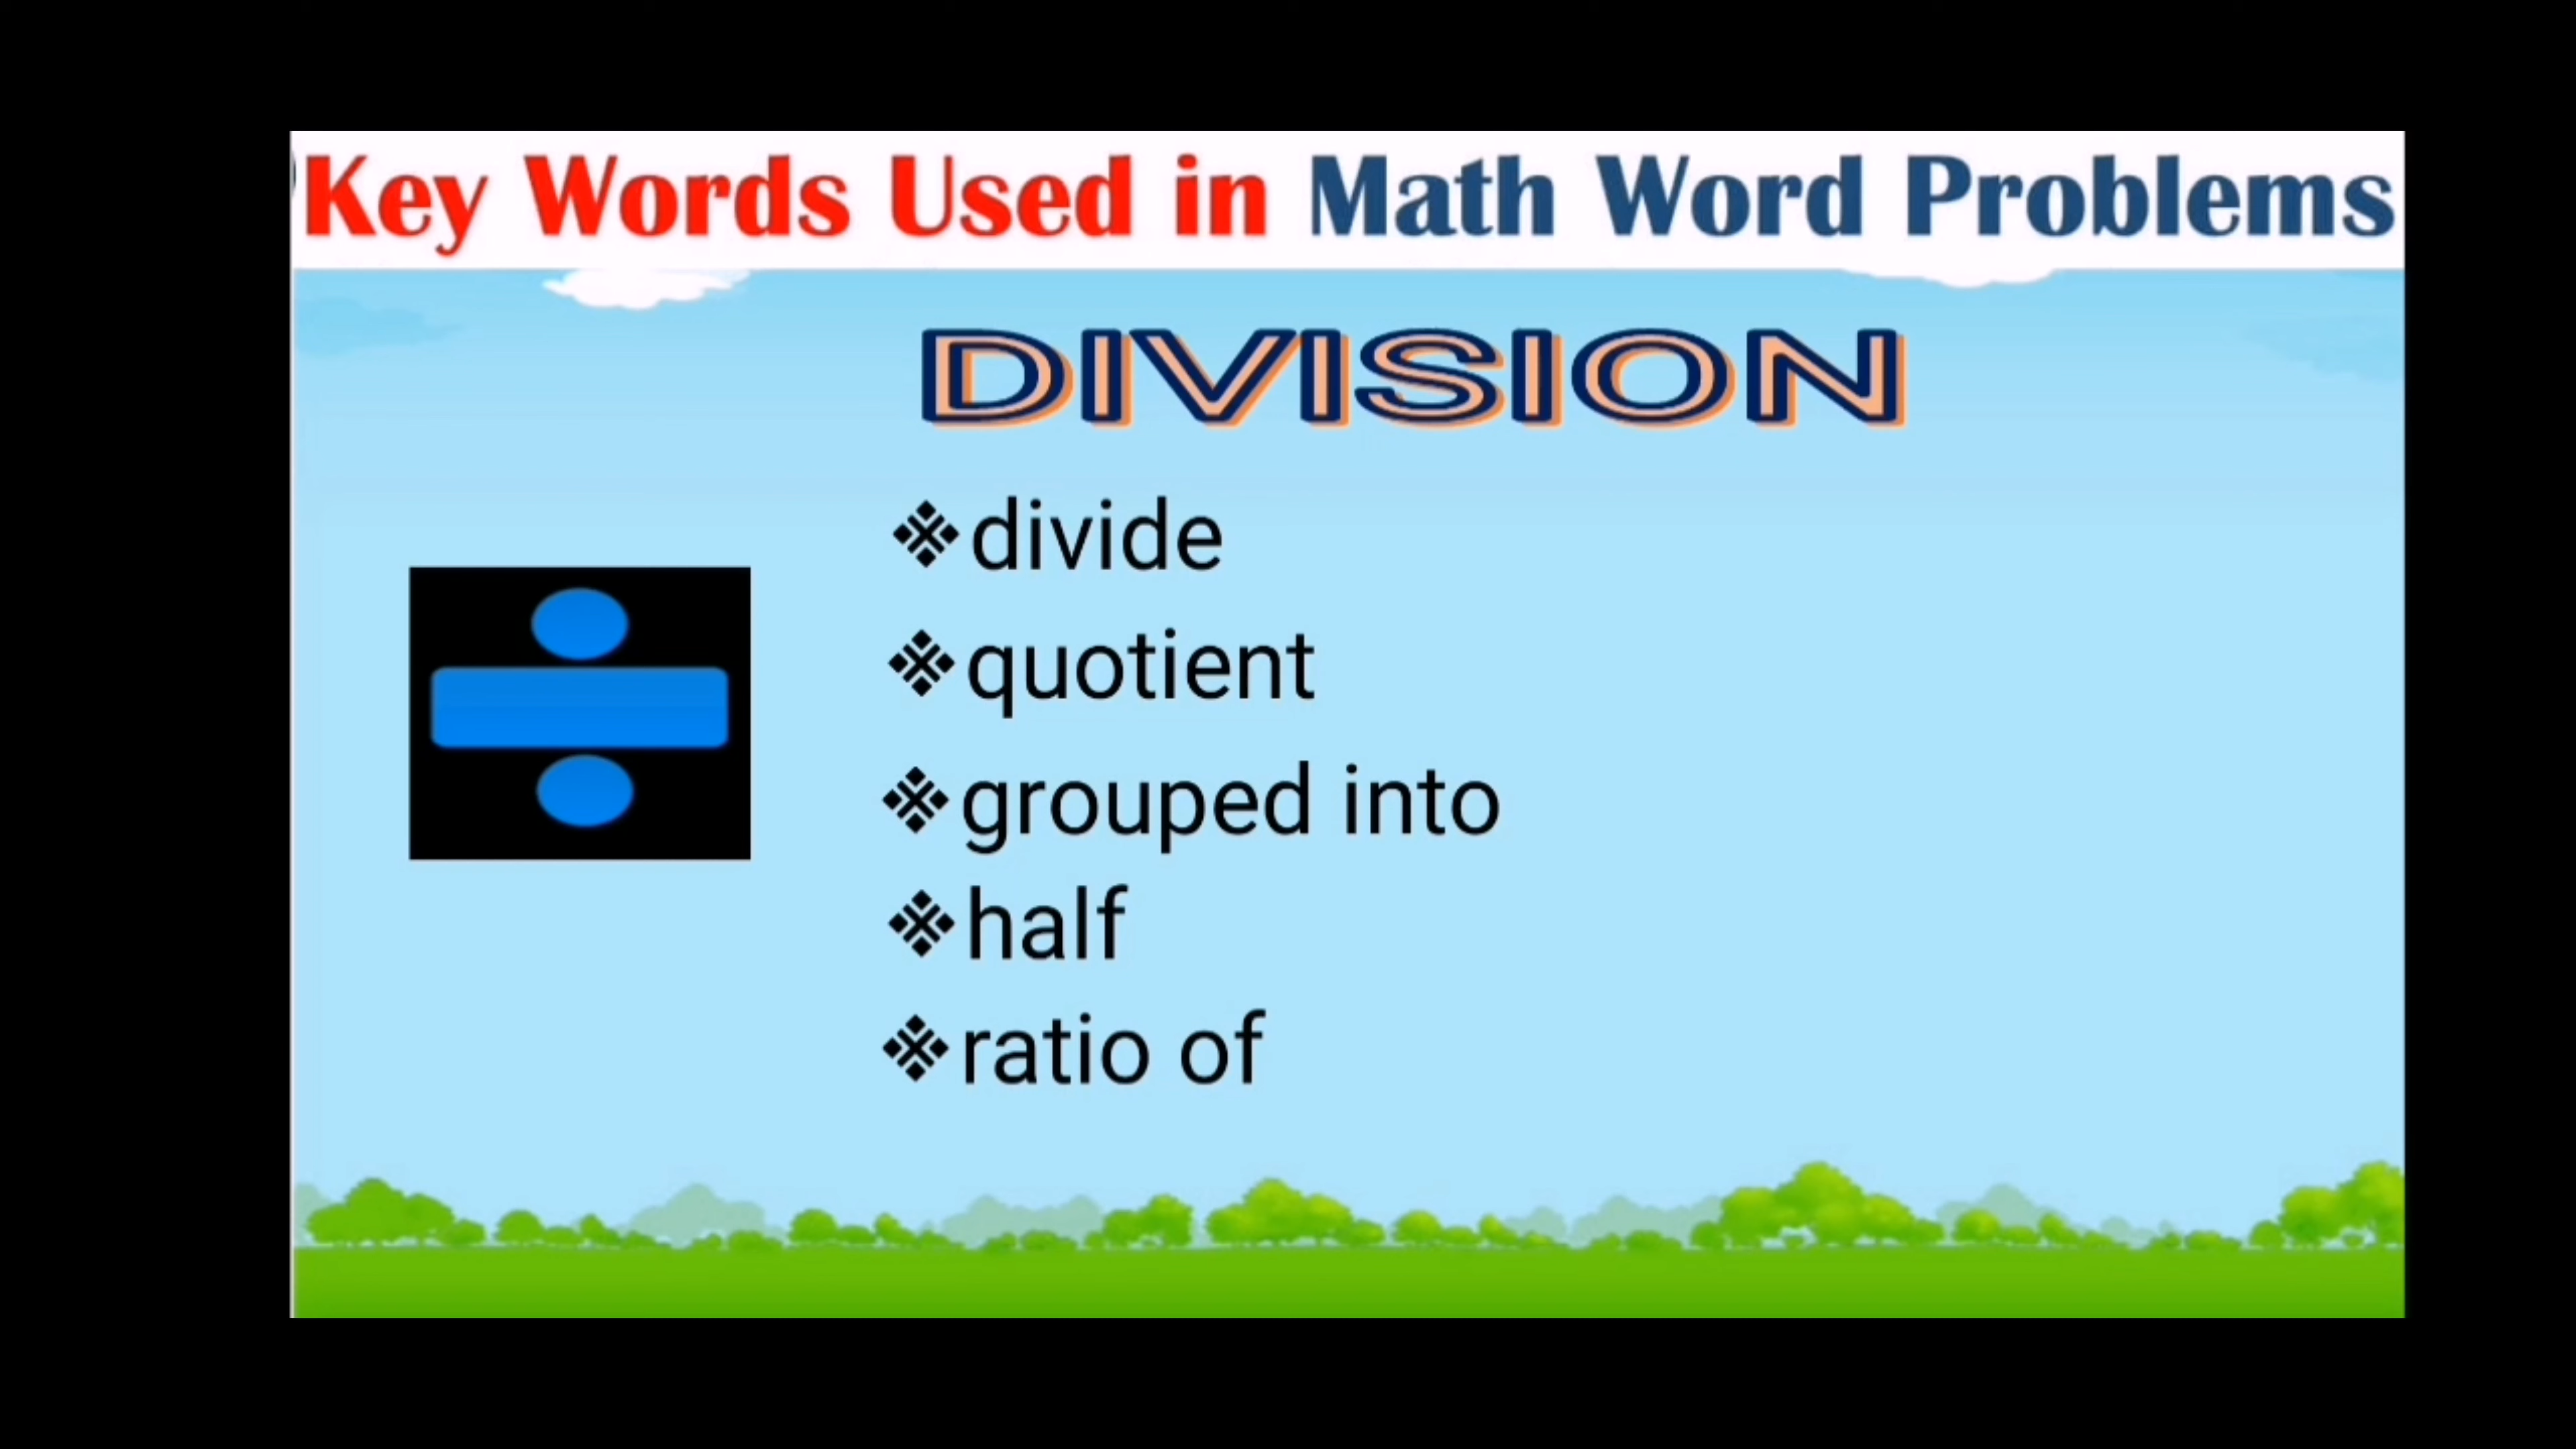 Key Words Used in Math Word Problems
DIVISION
❖divide
❖quotient
❖grouped into
❖half
❖ratio of